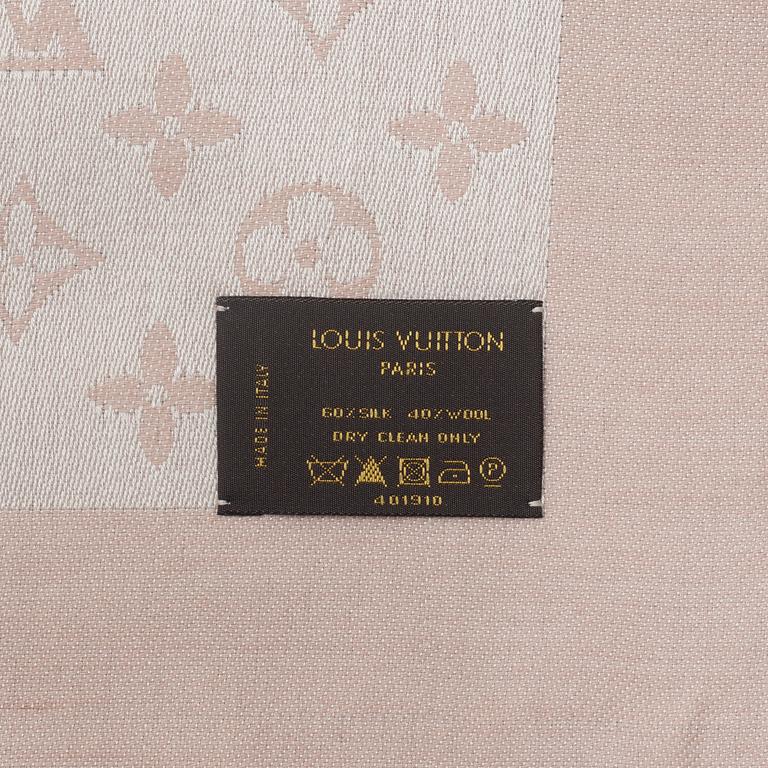 LOUIS VUITTON
PARIS
MADE IN ITALY
60% SILK 40% WOOL
DRY CLEAN ONLY
P
401910